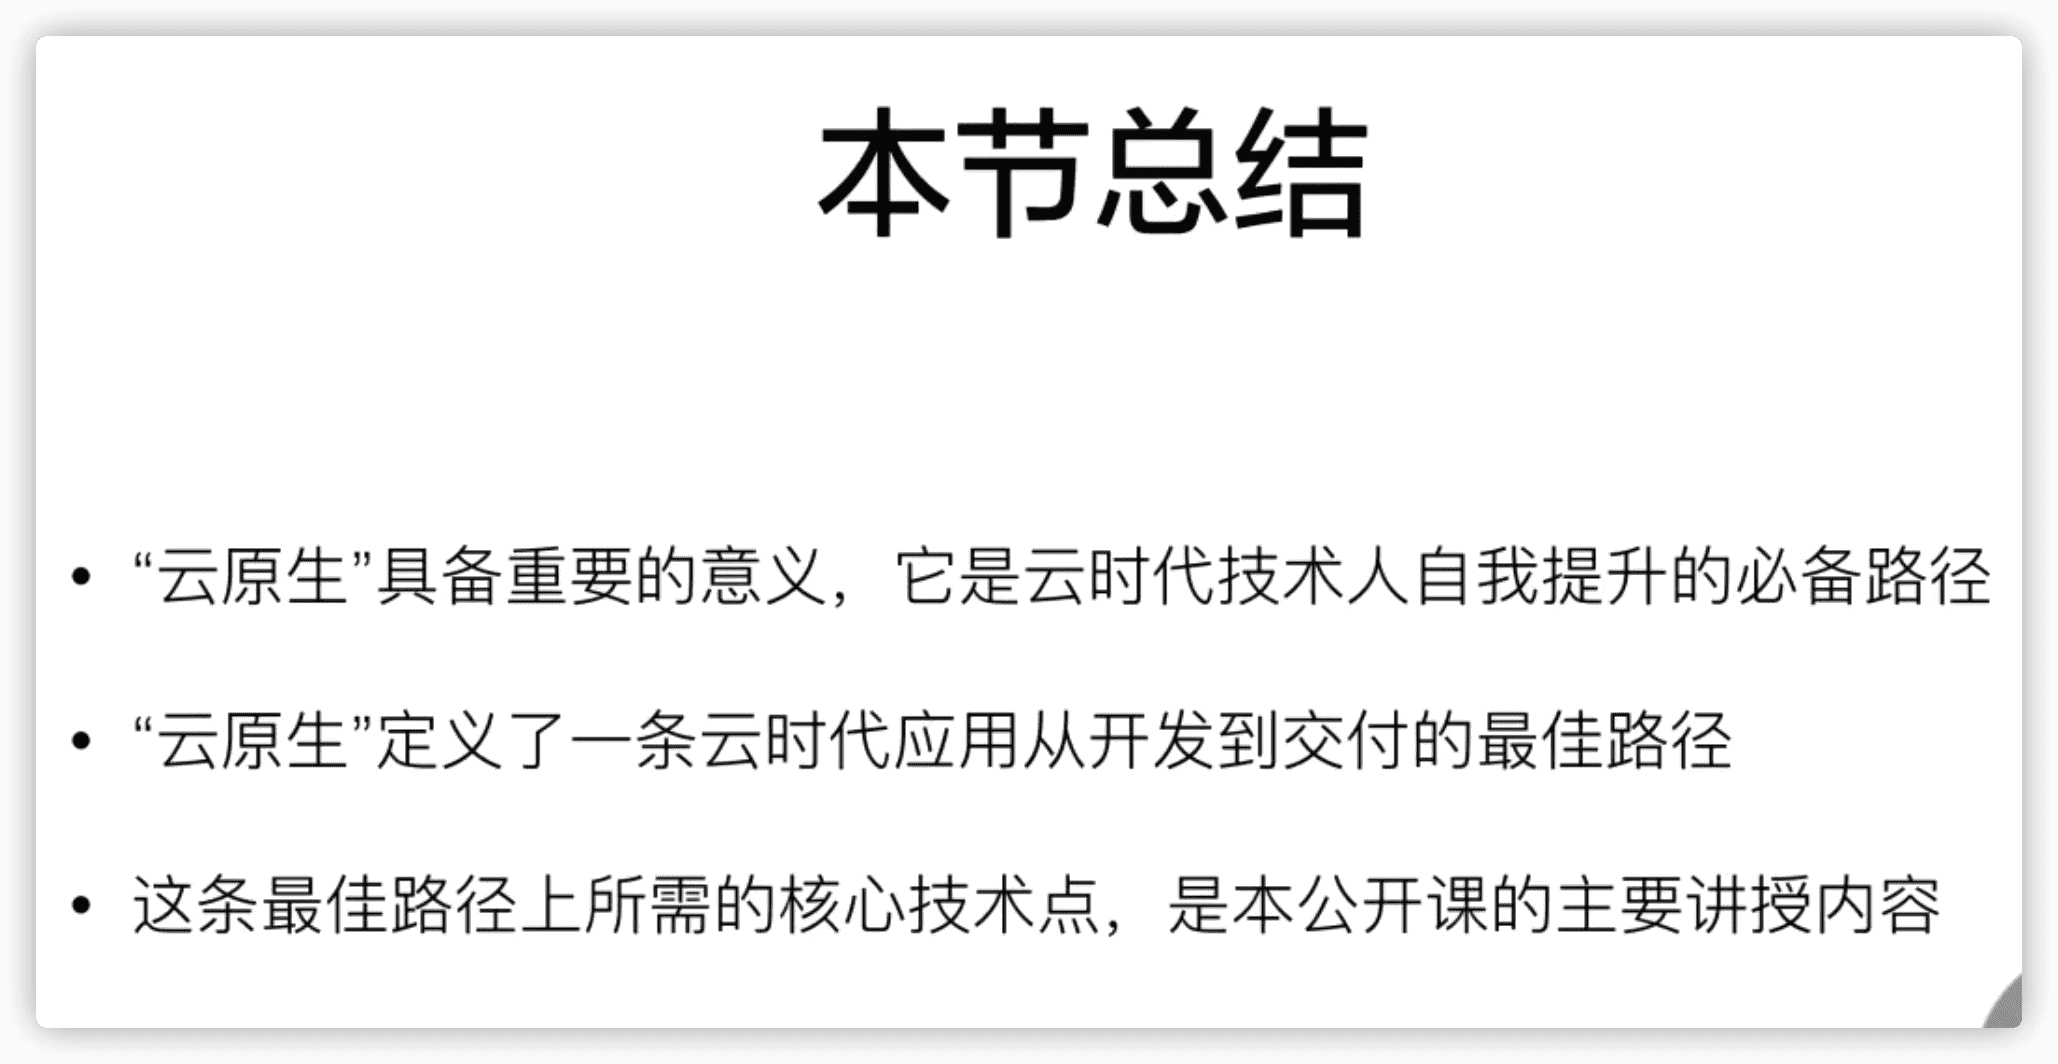 本节总结
• “云原生”具备重要的意义，它是云时代技术人自我提升的必备路径
• “云原生”定义了一条云时代应用从开发到交付的最佳路径
• 这条最佳路径上所需的核心技术点，是本公开课的主要讲授内容